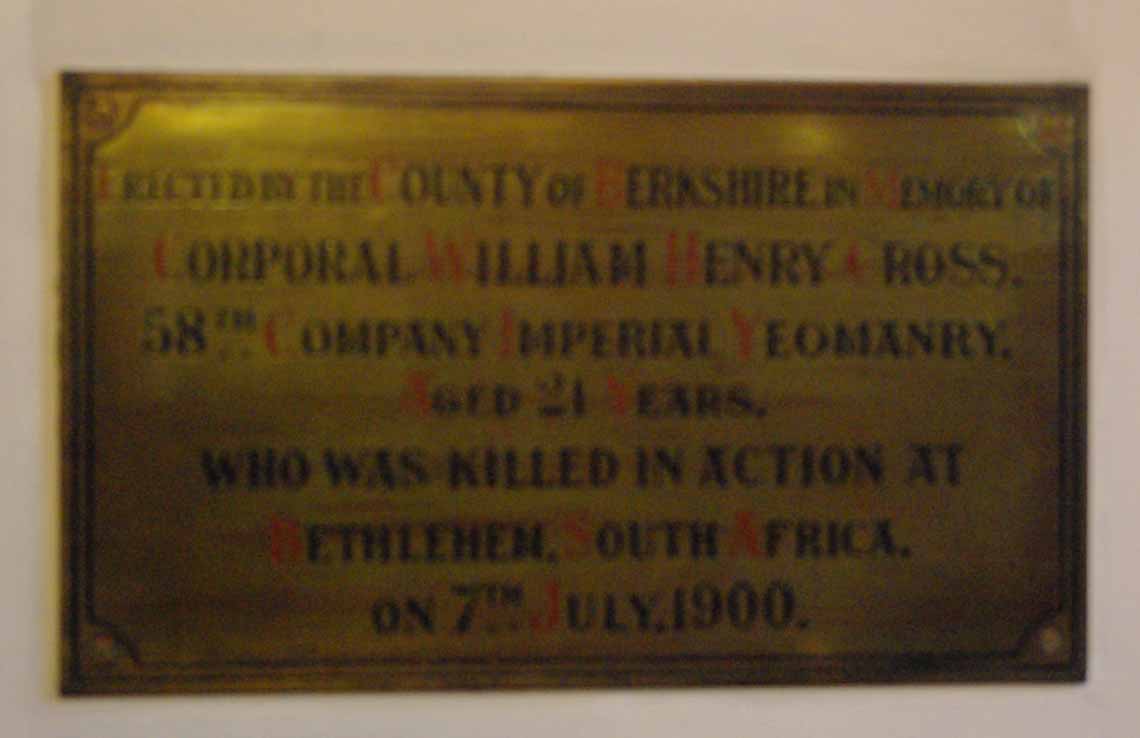 ERECTED BY THE COUNTY OF BERKSHIRE IN MEMORY OF
CORPORAL WILLIAM HENRY CROSS.
58TH COMPANY IMPERIAL YEOMANRY.
AGED 21 YEARS.
WHO WAS KILLED IN ACTION AT
BETHLEHEM, SOUTH AFRICA.
ON 7TH JULY, 1900.